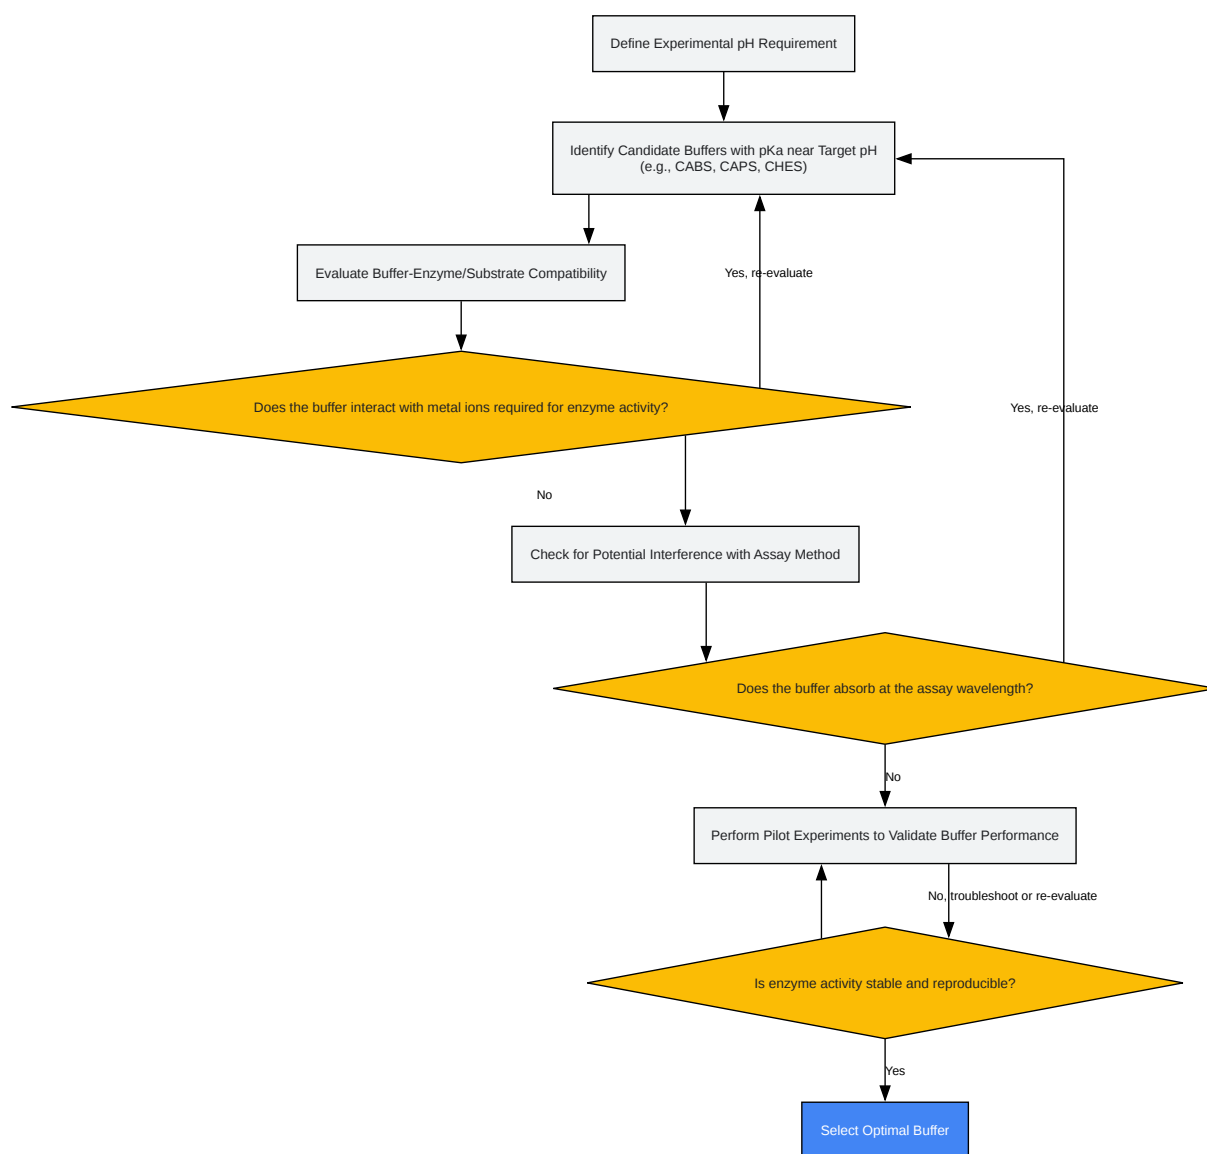 Define Experimental pH Requirement
Identify Candidate Buffers with pKa near Target pH
(e.g., CABS, CAPS, CHES)
Evaluate Buffer-Enzyme/Substrate Compatibility
Yes, re-evaluate
Does the buffer interact with metal ions required for enzyme activity?
Yes, re-evaluate
No
Check for Potential Interference with Assay Method
Does the buffer absorb at the assay wavelength?
No
Perform Pilot Experiments to Validate Buffer Performance
No, troubleshoot or re-evaluate
Is enzyme activity stable and reproducible?
Yes
Select Optimal Buffer